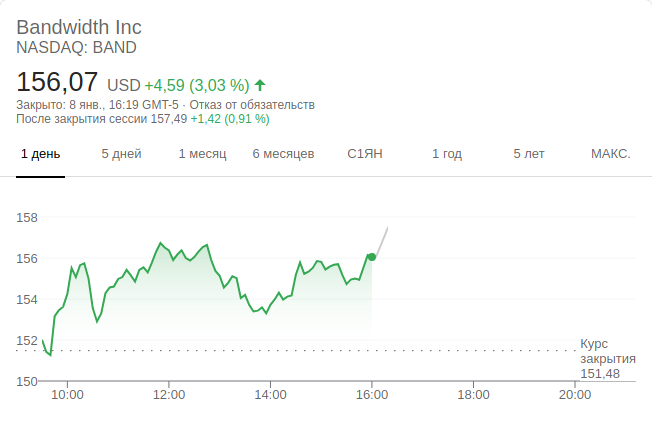 Bandwidth Inc
NASDAQ: BAND
156,07 USD +4,59 (3,03 %)
Закрыто: 8 янв., 16:19 GMT-5 · Отказ от обязательств
После закрытия сессии 157,49 +1,42 (0,91 %)
1 день 5 дней 1 месяц 6 месяцев С1ЯН 1 год 5 лет МАКС.
158
156
154
152
Курс
закрытия
151,48
150
10:00 12:00 14:00 16:00 18:00 20:00